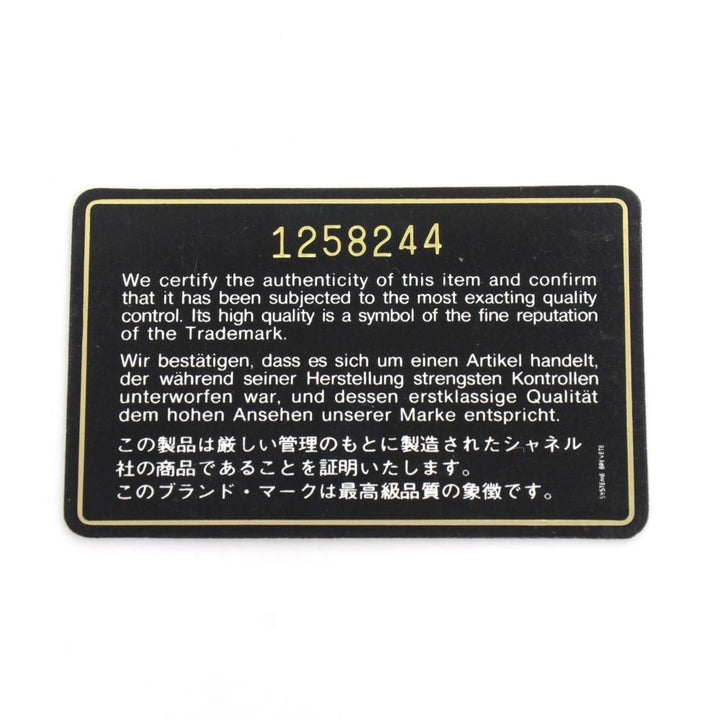 1258244
We certify the authenticity of this item and confirm
that it has been subjected to the most exacting quality
control. Its high quality is a symbol of the fine reputation
of the Trademark.
Wir bestätigen, dass es sich um einen Artikel handelt,
der während seiner Herstellung strengsten Kontrollen
unterworfen war, und dessen erstklassige Qualität
dem hohen Ansehen unserer Marke entspricht.
この製品は厳しい管理のもとに製造されたシャネル
社の商品であることを証明いたします。
このブランド・マークは最高級品質の象徴です。
SYSTEME BREVETE